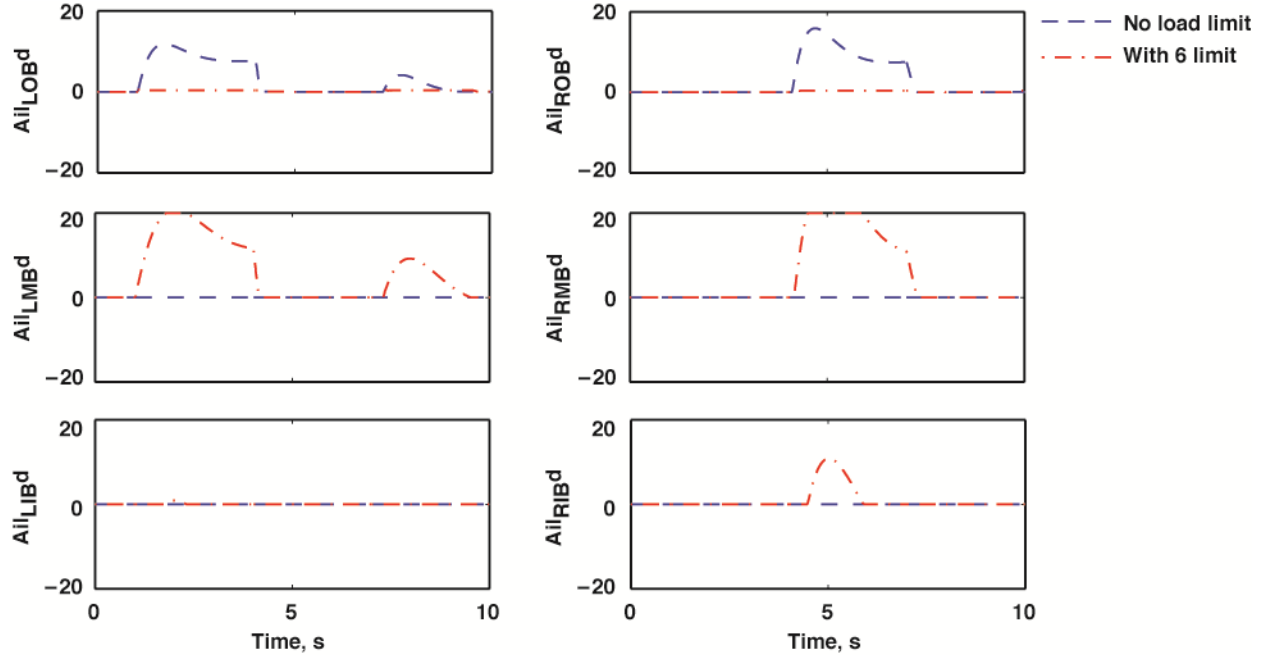 20
0
−20
Ail_LOB^d
20
0
−20
Ail_ROB^d
No load limit
With 6 limit
20
0
−20
Ail_LMB^d
20
0
−20
Ail_RMB^d
20
0
−20
Ail_LIB^d
0 5 10
Time, s
20
0
−20
Ail_RIB^d
0 5 10
Time, s